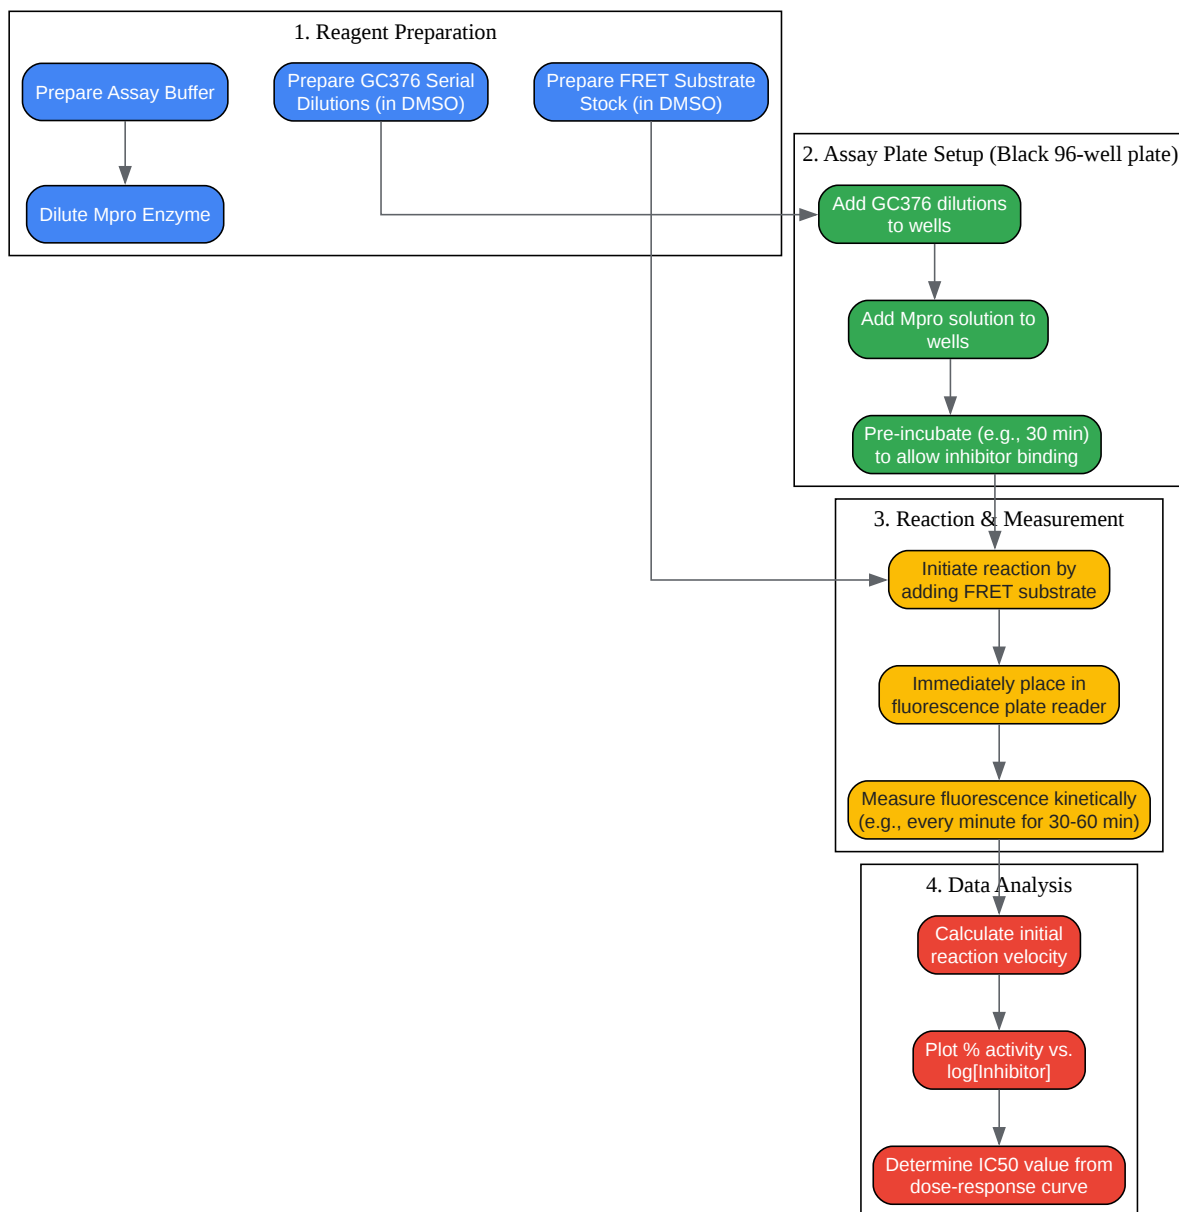 1. Reagent Preparation
Prepare Assay Buffer
Prepare GC376 Serial
Dilutions (in DMSO)
Prepare FRET Substrate
Stock (in DMSO)
Dilute Mpro Enzyme
2. Assay Plate Setup (Black 96-well plate)
Add GC376 dilutions
to wells
Add Mpro solution to
wells
Pre-incubate (e.g., 30 min)
to allow inhibitor binding
3. Reaction & Measurement
Initiate reaction by
adding FRET substrate
Immediately place in
fluorescence plate reader
Measure fluorescence kinetically
(e.g., every minute for 30-60 min)
4. Data Analysis
Calculate initial
reaction velocity
Plot % activity vs.
log[Inhibitor]
Determine IC50 value from
dose-response curve